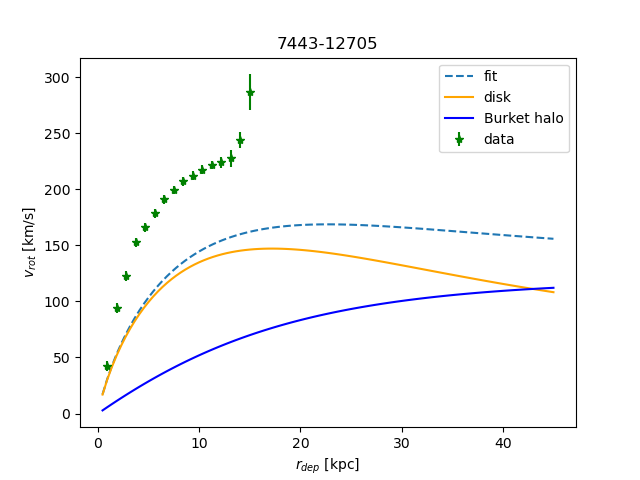 7443-12705
300
250
200
150
100
50
0
v_rot [km/s]
fit
disk
Burket halo
data
0 10 20 30 40
r_dep [kpc]